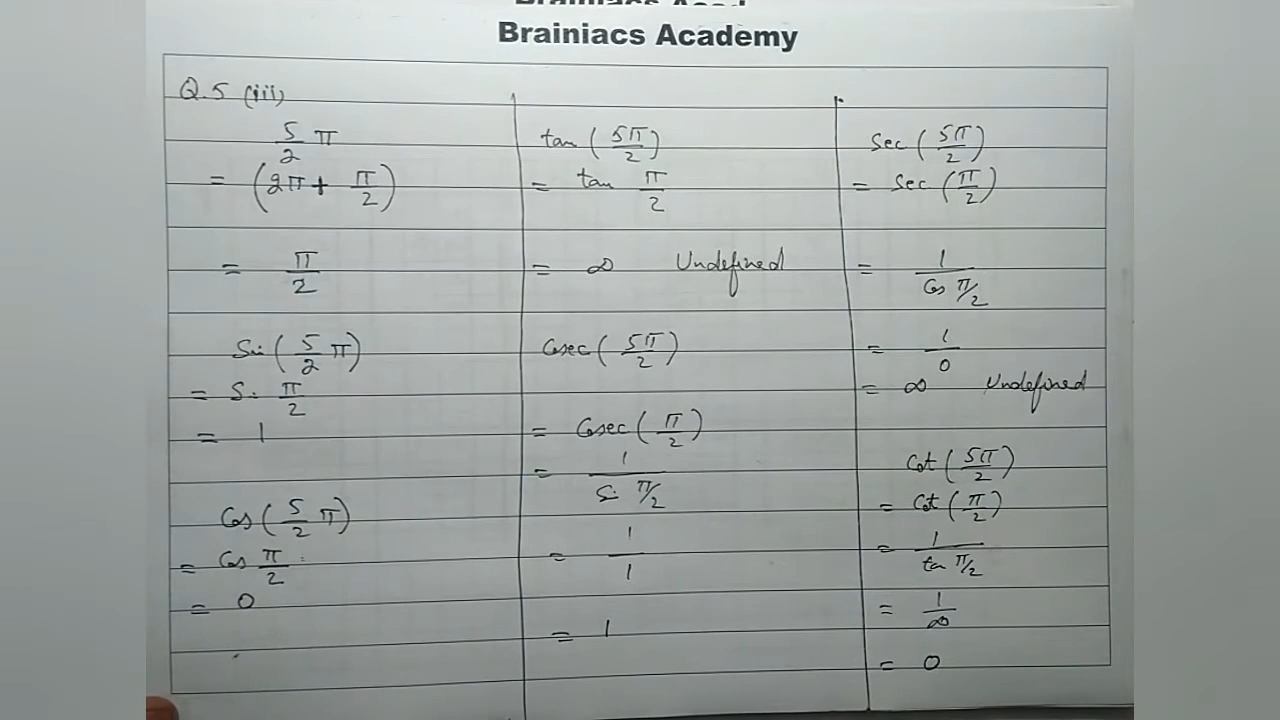 Brainiacs Academy
Q.5 (iii)
5/2 π
= (2π + π/2)
= π/2
Sin(5/2 π)
= S. π/2
= 1
Cos(5/2 π)
= Cos π/2
= 0
tan(5π/2)
= tan π/2
= ∞ Undefined
Cosec(5π/2)
= Cosec(π/2)
= 1/Sin π/2
= 1/1
= 1
Sec(5π/2)
= Sec(π/2)
= 1/Cos π/2
= 1/0
= ∞ Undefined
Cot(5π/2)
= Cot(π/2)
= 1/tan π/2
= 1/∞
= 0